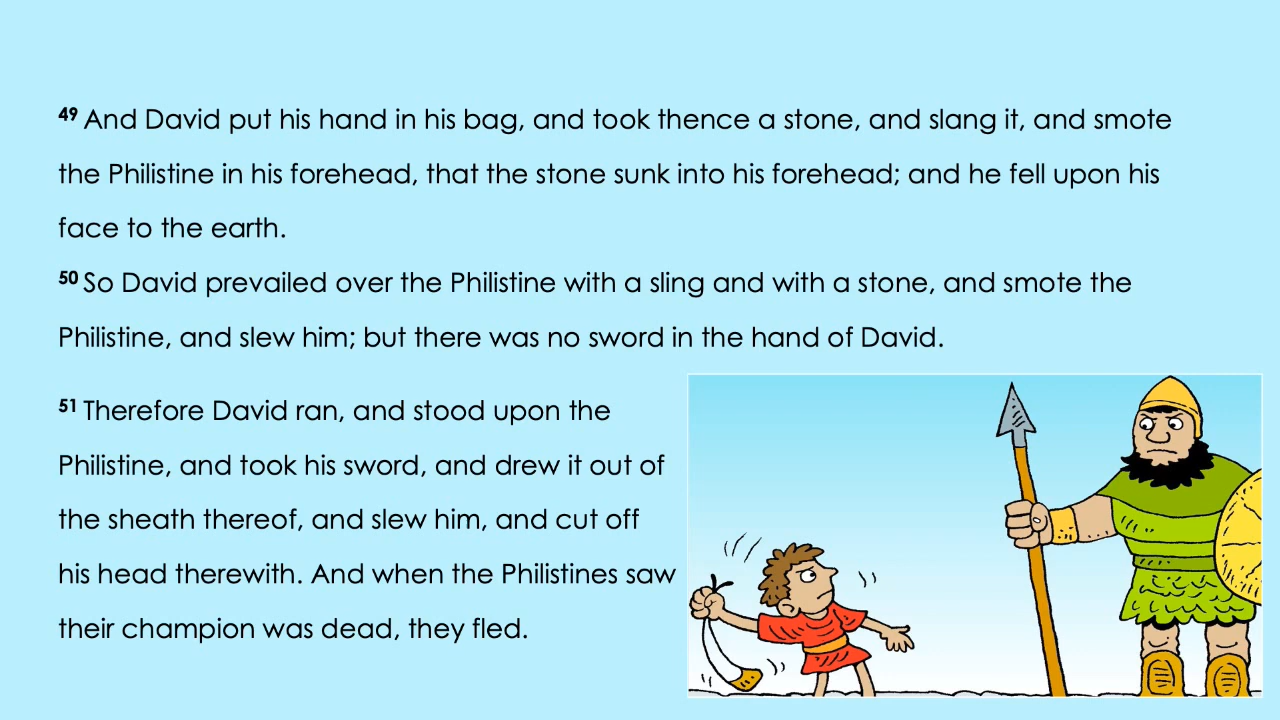 49 And David put his hand in his bag, and took thence a stone, and slang it, and smote
the Philistine in his forehead, that the stone sunk into his forehead; and he fell upon his
face to the earth.
50 So David prevailed over the Philistine with a sling and with a stone, and smote the
Philistine, and slew him; but there was no sword in the hand of David.
51 Therefore David ran, and stood upon the
Philistine, and took his sword, and drew it out of
the sheath thereof, and slew him, and cut off
his head therewith. And when the Philistines saw
their champion was dead, they fled.